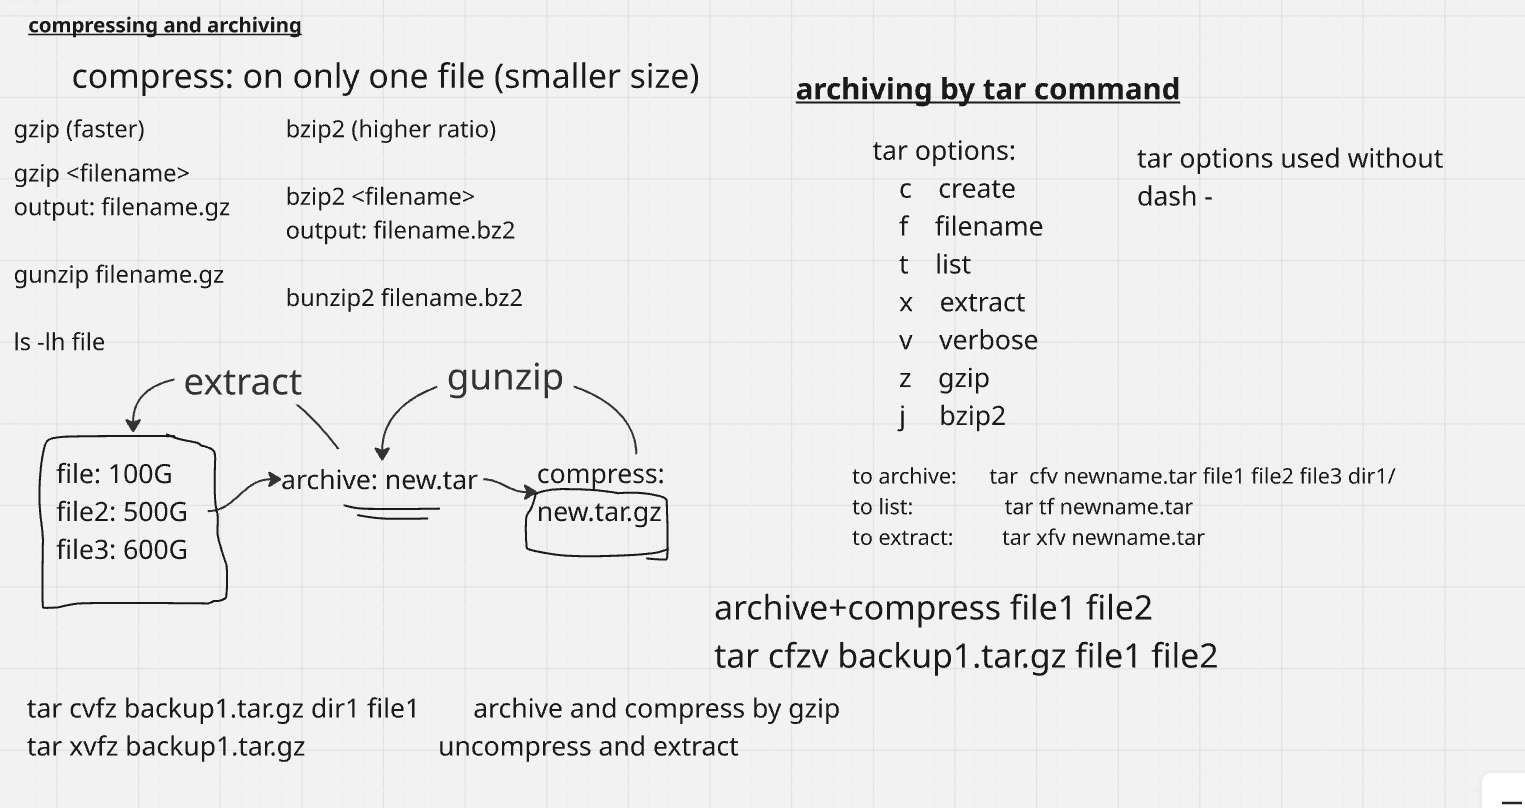 compressing and archiving
compress: on only one file (smaller size)
gzip (faster)
gzip <filename>
output: filename.gz
gunzip filename.gz
ls -lh file
bzip2 (higher ratio)
bzip2 <filename>
output: filename.bz2
bunzip2 filename.bz2
extract
gunzip
file: 100G
file2: 500G
file3: 600G
archive: new.tar
compress:
new.tar.gz
archiving by tar command
tar options:
c create
f filename
t list
x extract
v verbose
z gzip
j bzip2
tar options used without
dash -
to archive: tar cfv newname.tar file1 file2 file3 dir1/
to list: tar tf newname.tar
to extract: tar xfv newname.tar
archive+compress file1 file2
tar cfzv backup1.tar.gz file1 file2
tar cvfz backup1.tar.gz dir1 file1 archive and compress by gzip
tar xvfz backup1.tar.gz uncompress and extract